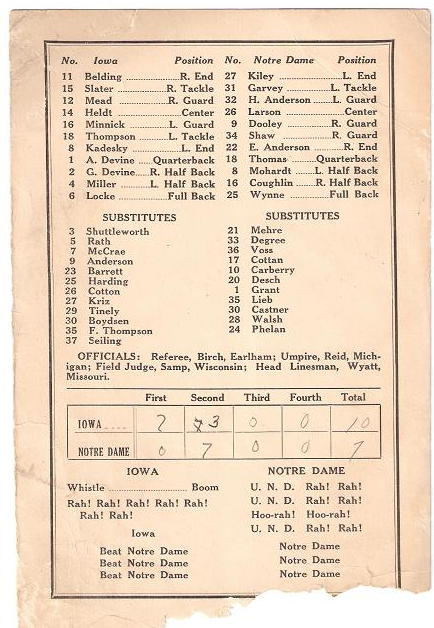 No. Iowa Position No. Notre Dame Position
11 Belding ................R. End 27 Kiley ..................L. End
15 Slater ..............R. Tackle 31 Garvey ............L. Tackle
12 Mead ................R. Guard 32 H. Anderson ......L. Guard
14 Heldt ....................Center 26 Larson ..................Center
16 Minnick ............L. Guard 9 Dooley ..............R. Guard
18 Thompson ........L. Tackle 34 Shaw ................R. Guard
8 Kadesky ..............L. End 22 E. Anderson ........R. End
1 A. Devine .....Quarterback 18 Thomas .........Quarterback
2 G. Devine....R. Half Back 8 Mohardt ......L. Half Back
4 Miller ........L. Half Back 16 Coughlin .....R. Half Back
6 Locke ..............Full Back 25 Wynne ............Full Back
SUBSTITUTES SUBSTITUTES
3 Shuttleworth 21 Mehre
5 Rath 33 Degree
7 McCrae 36 Voss
9 Anderson 17 Cottan
23 Barrett 10 Carberry
25 Harding 20 Desch
26 Cotton 1 Grant
27 Kriz 35 Lieb
29 Tinely 30 Castner
30 Boydsen 28 Walsh
35 F. Thompson 24 Phelan
37 Seiling
OFFICIALS: Referee, Birch, Earlham; Umpire, Reid, Mich-
igan; Field Judge, Samp, Wisconsin; Head Linesman, Wyatt,
Missouri.
First Second Third Fourth Total
IOWA .... 7 3 0 0 10
NOTRE DAME 0 7 0 0 7
IOWA NOTRE DAME
Whistle ........................ Boom U. N. D. Rah! Rah!
Rah! Rah! Rah! Rah! Rah! U. N. D. Rah! Rah!
Rah! Rah! Hoo-rah! Hoo-rah!
Iowa U. N. D. Rah! Rah!
Beat Notre Dame Notre Dame
Beat Notre Dame Notre Dame
Beat Notre Dame Notre Dame